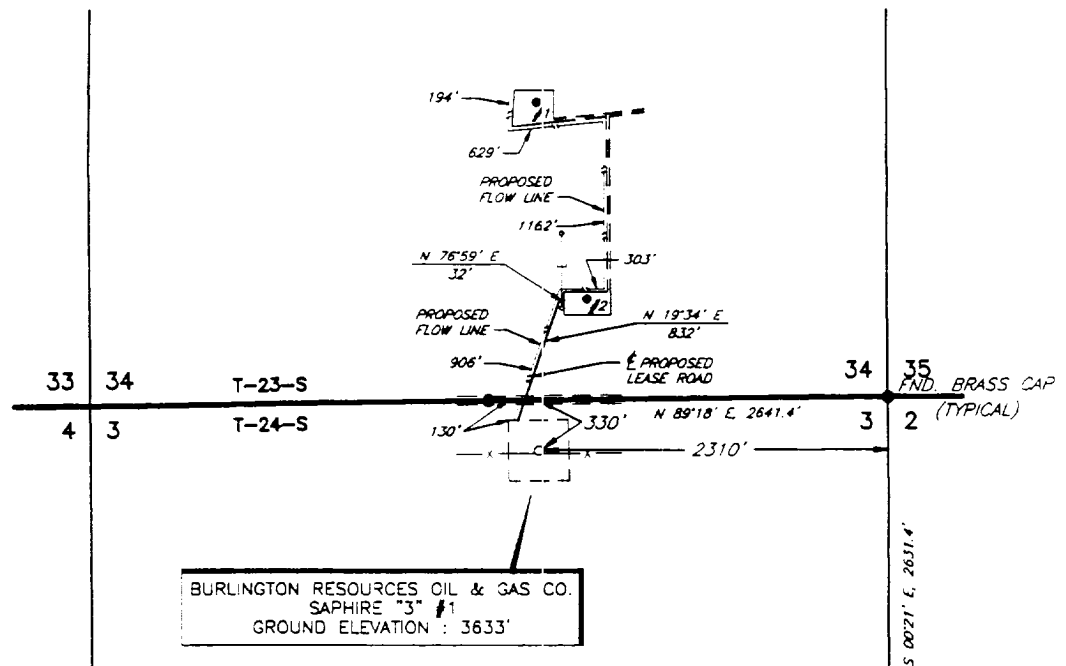 194'
#1
629'
PROPOSED
FLOW LINE
1162'
N 76°59' E
32'
303'
#2
PROPOSED
FLOW LINE
N 19°34' E
832'
906'
℄ PROPOSED
LEASE ROAD
33 34
T-23-S
34 35
FND. BRASS CAP
(TYPICAL)
4 3
T-24-S
N 89°18' E, 2641.4'
3 2
130'
330'
x x
2310'
S 00°21' E, 2631.4'
BURLINGTON RESOURCES OIL & GAS CO.
SAPHIRE "3" #1
GROUND ELEVATION : 3633'